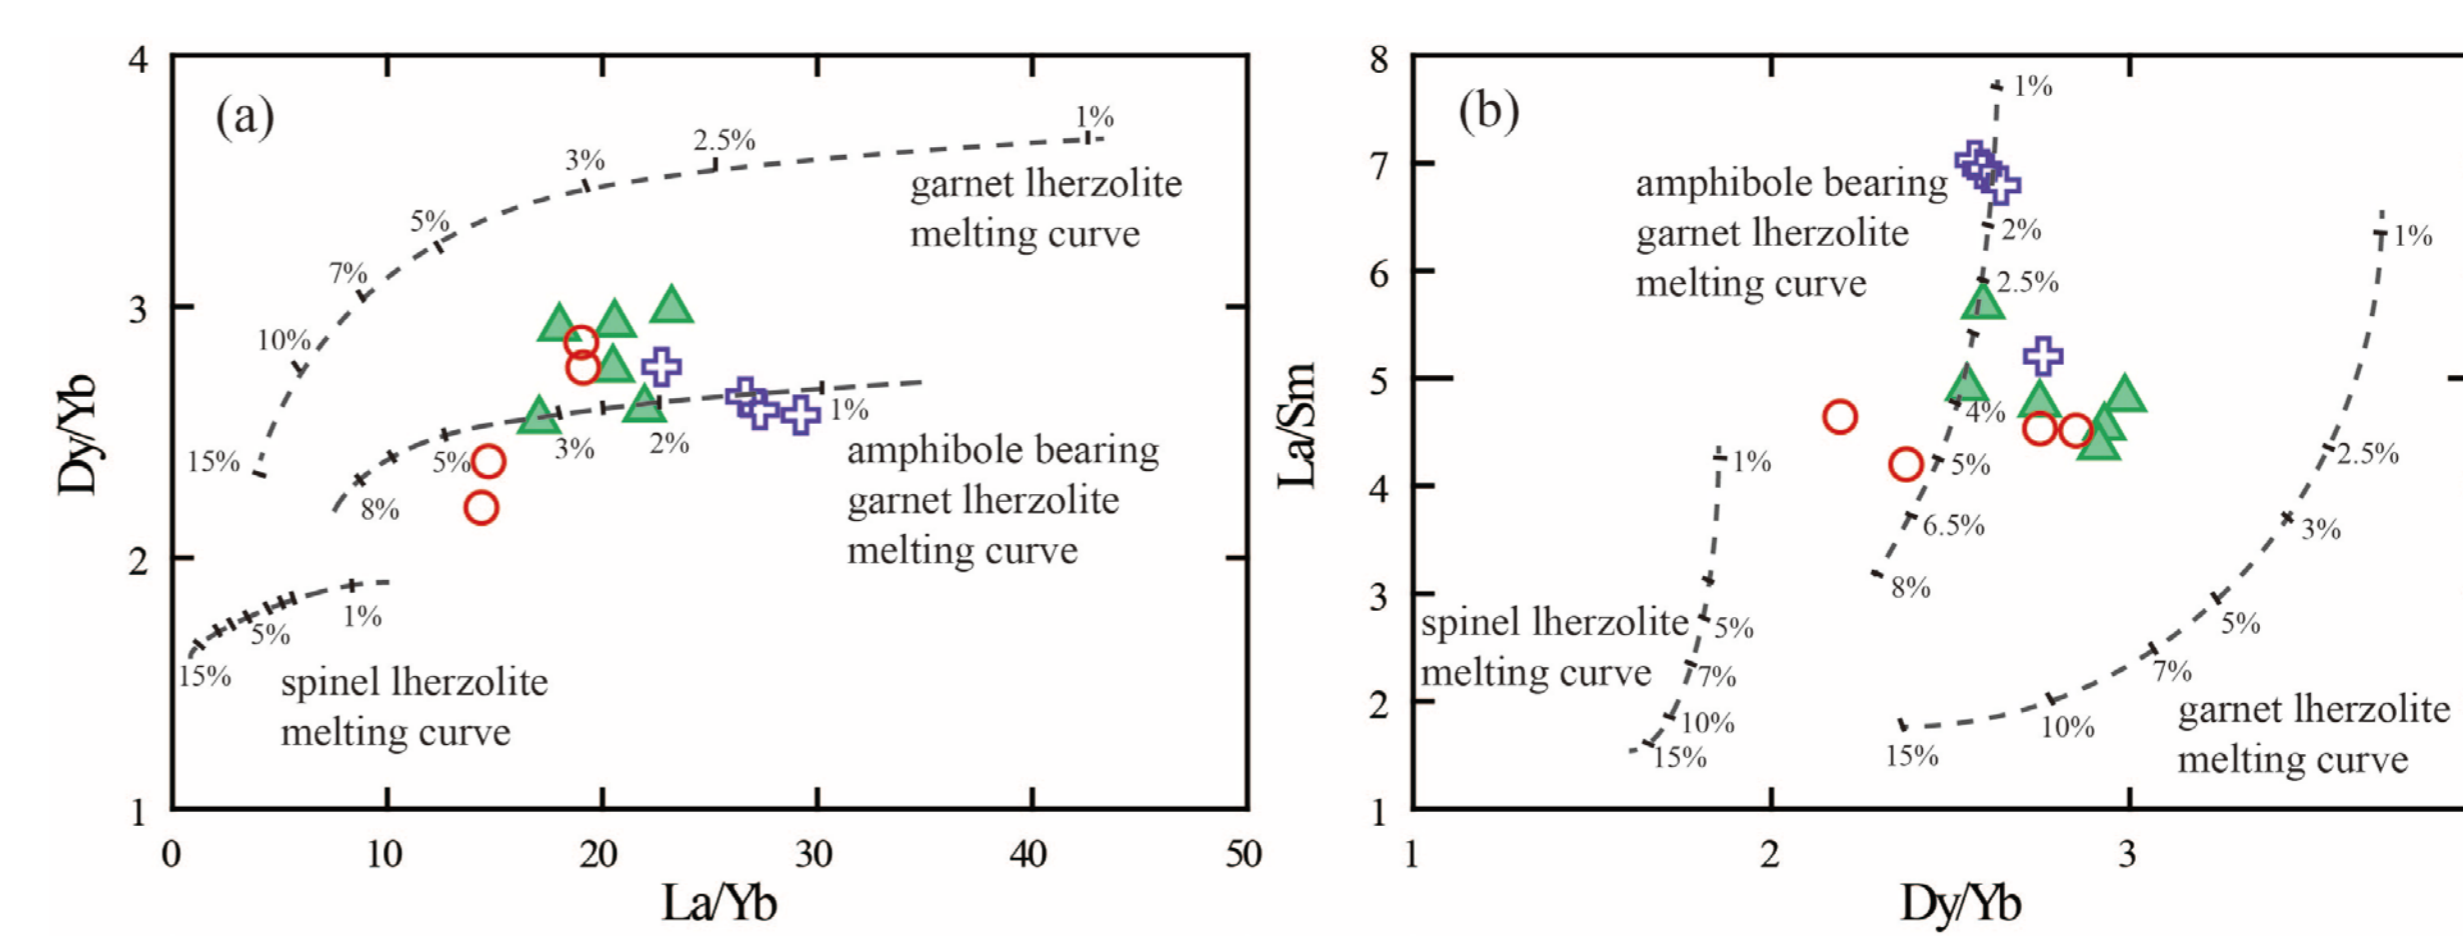 4
(a)
1%
2.5%
3%
garnet lherzolite
melting curve
5%
7%
3
10%
Dy/Yb
15%
1%
3%
2%
5%
amphibole bearing
garnet lherzolite
melting curve
8%
2
1%
5%
15%
spinel lherzolite
melting curve
1
0
10
20
30
40
50
La/Yb
8
(b)
1%
7
amphibole bearing
garnet lherzolite
melting curve
2%
1%
6
2.5%
5
La/Sm
4%
2.5%
5%
1%
4
6.5%
3%
8%
3
spinel lherzolite
melting curve
5%
5%
7%
7%
2
10%
10%
garnet lherzolite
melting curve
15%
15%
1
1
2
3
Dy/Yb